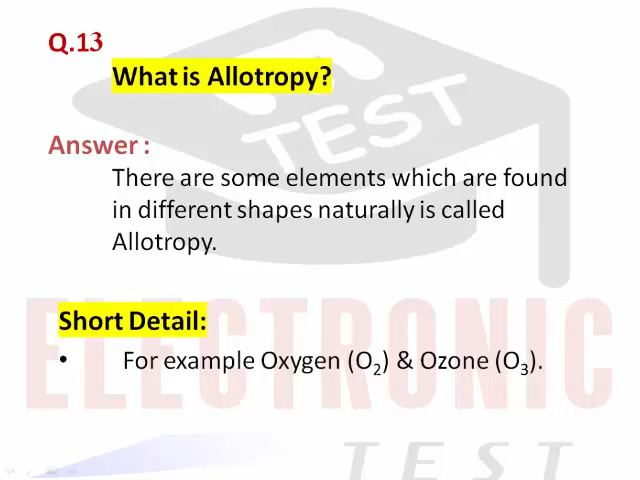 Q.13
What is Allotropy?
TEST
Answer :
There are some elements which are found
in different shapes naturally is called
Allotropy.
ELECTRONIC
Short Detail:
• For example Oxygen (O₂) & Ozone (O₃).
TEST